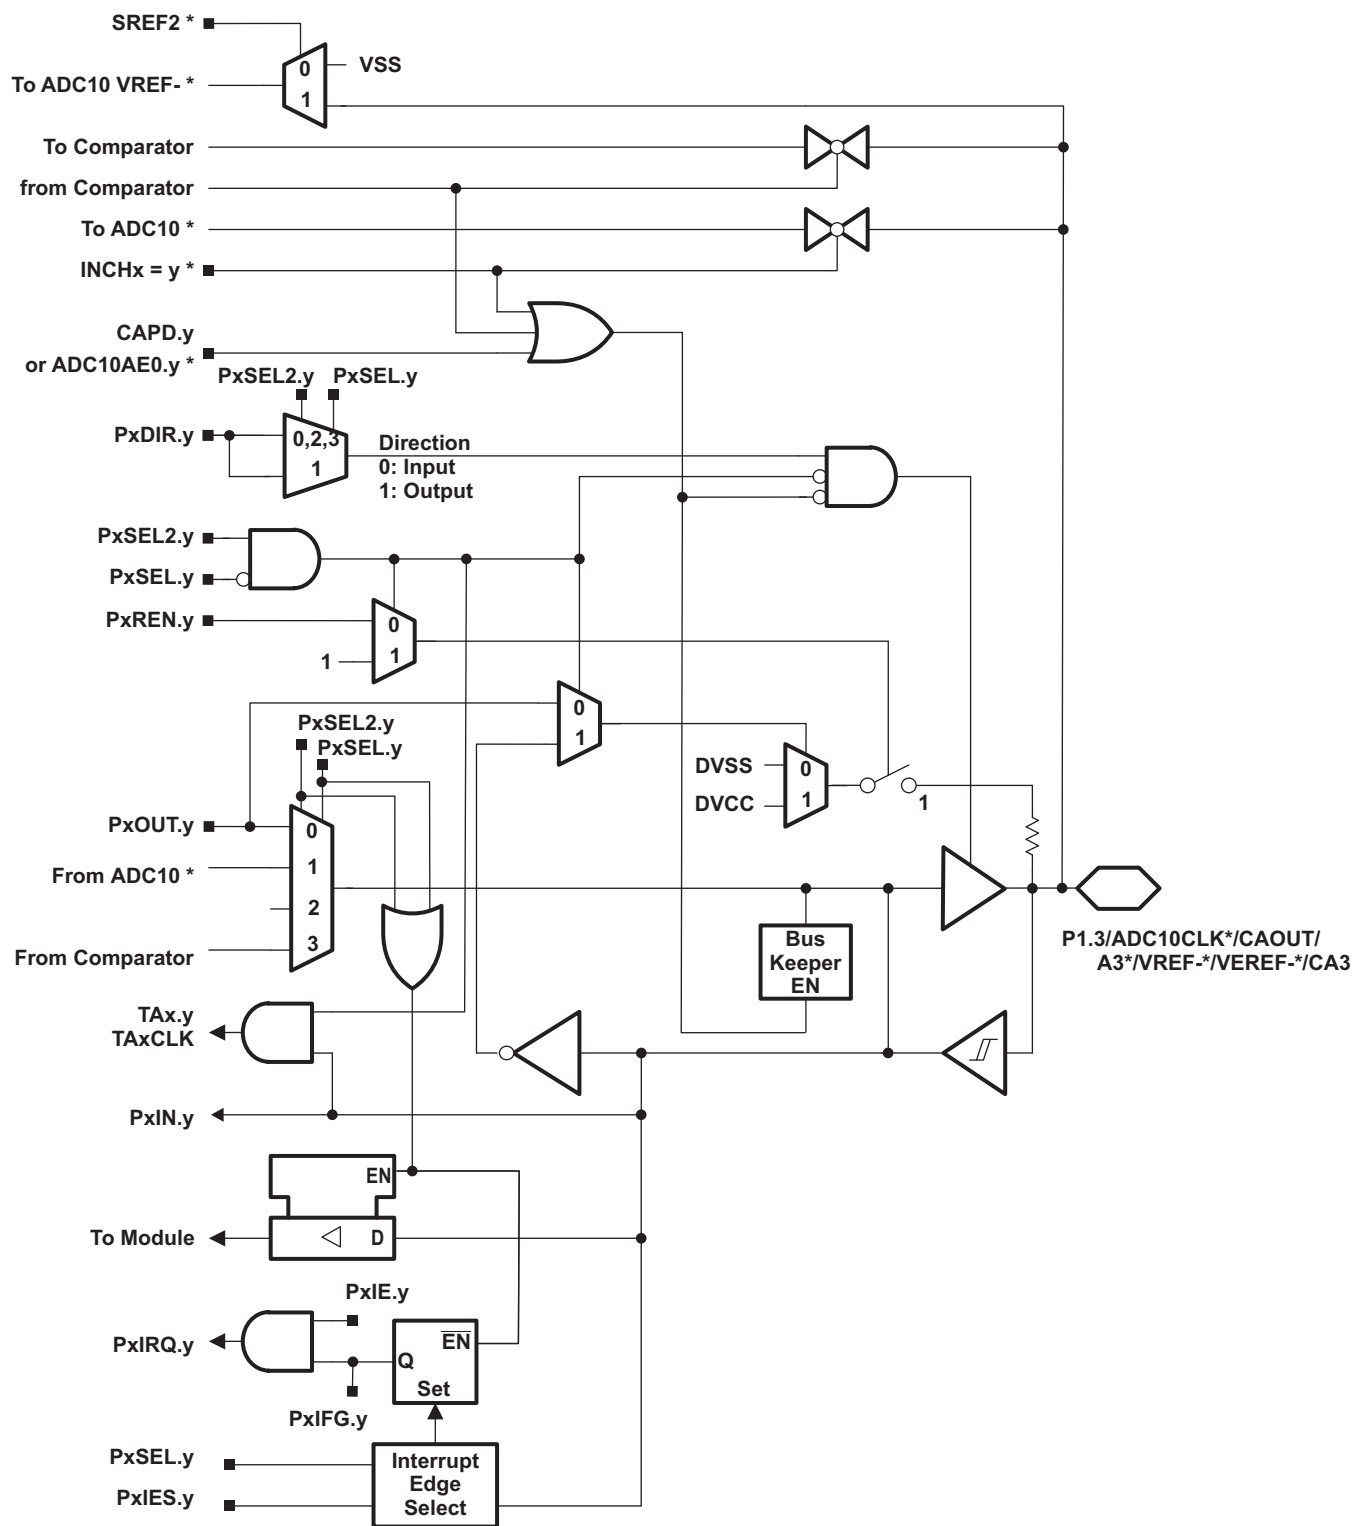 SREF2 *
0
VSS
To ADC10 VREF- *
1
To Comparator
from Comparator
To ADC10 *
INCHx = y *
CAPD.y
or ADC10AE0.y *
PxSEL2.y
PxSEL.y
PxDIR.y
0,2,3
1
Direction
0: Input
1: Output
PxSEL2.y
PxSEL.y
PxREN.y
0
1
1
0
1
PxSEL2.y
PxSEL.y
DVSS
0
DVCC
1
1
PxOUT.y
0
1
From ADC10 *
2
3
From Comparator
Bus
Keeper
EN
P1.3/ADC10CLK*/CAOUT/
A3*/VREF-*/VEREF-*/CA3
TAx.y
TAxCLK
PxIN.y
EN
To Module
D
PxIE.y
PxIRQ.y
EN
Q
Set
PxIFG.y
PxSEL.y
PxIES.y
Interrupt
Edge
Select